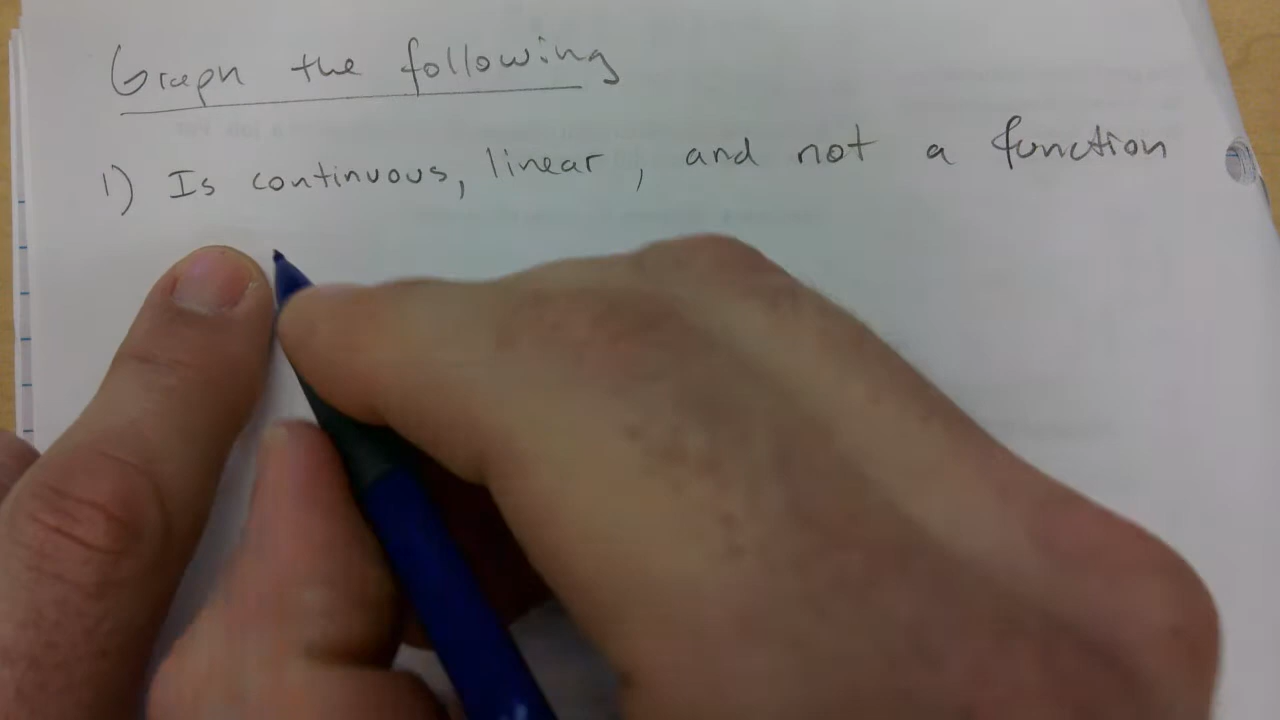 Graph the following
1) Is continuous, linear, and not a function